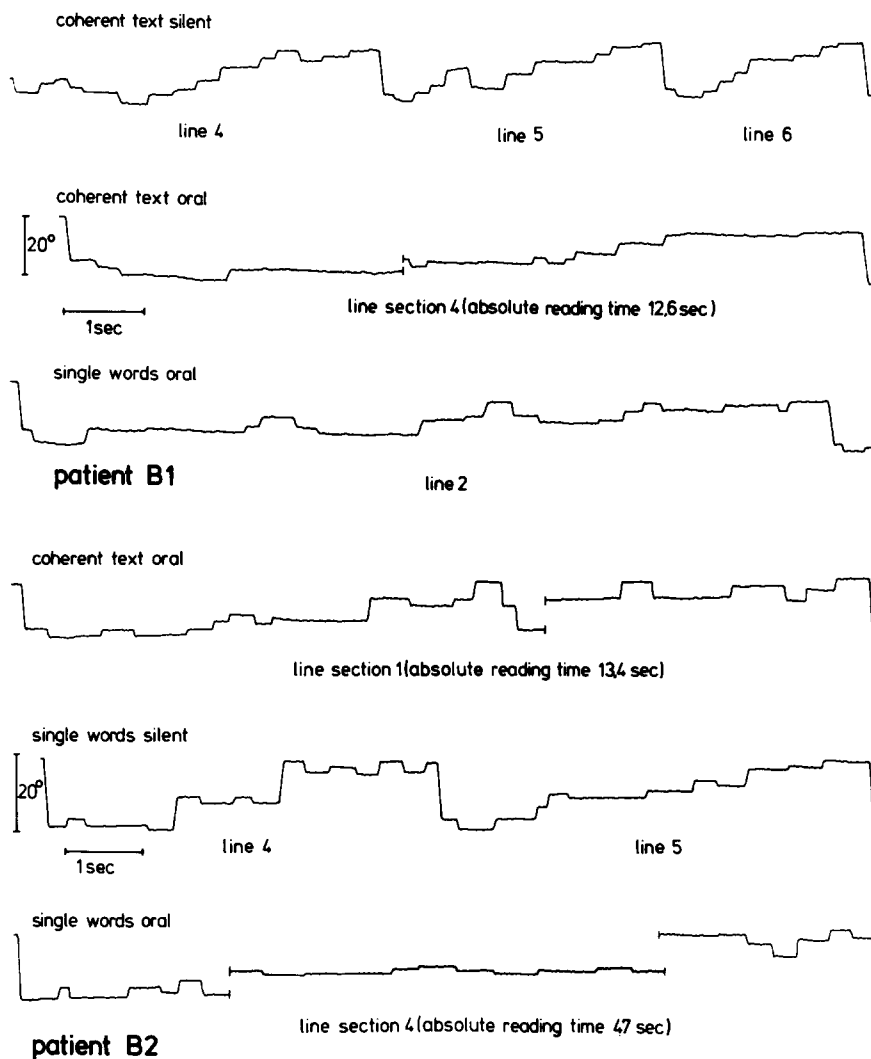 coherent text silent
line 4 line 5 line 6
coherent text oral
20°
line section 4 (absolute reading time 12,6 sec)
1sec
single words oral
patient B1
line 2
coherent text oral
line section 1 (absolute reading time 13,4 sec)
single words silent
20°
line 4 line 5
1sec
single words oral
line section 4 (absolute reading time 47 sec)
patient B2